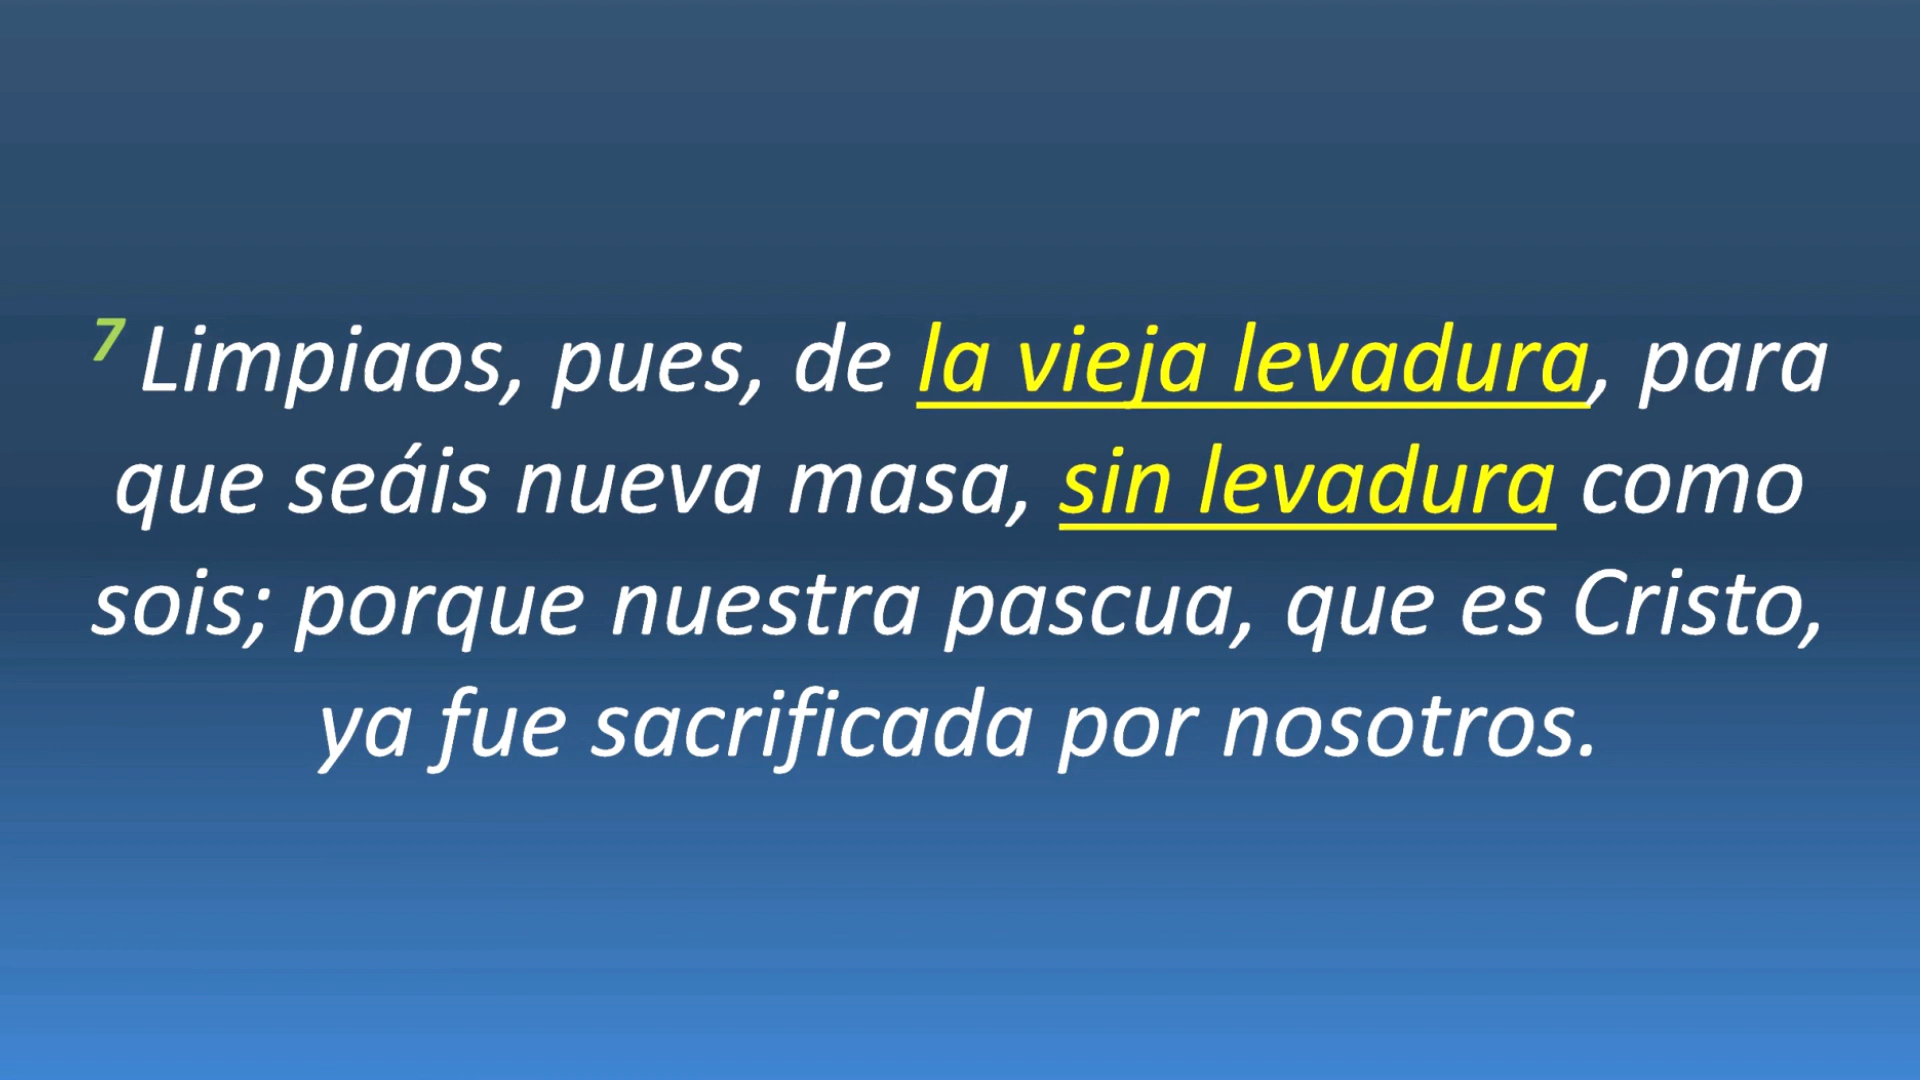 7 Limpiaos, pues, de la vieja levadura, para
que seáis nueva masa, sin levadura como
sois; porque nuestra pascua, que es Cristo,
ya fue sacrificada por nosotros.